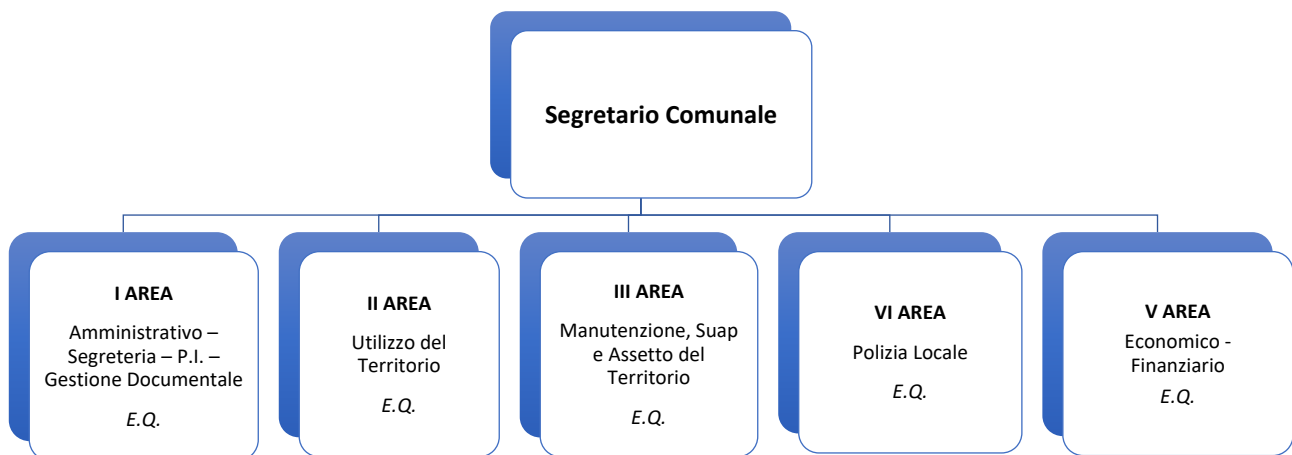 Segretario Comunale
I AREA
Amministrativo –
Segreteria – P.I. –
Gestione Documentale
E.Q.
II AREA
Utilizzo del
Territorio
E.Q.
III AREA
Manutenzione, Suap
e Assetto del
Territorio
E.Q.
VI AREA
Polizia Locale
E.Q.
V AREA
Economico -
Finanziario
E.Q.